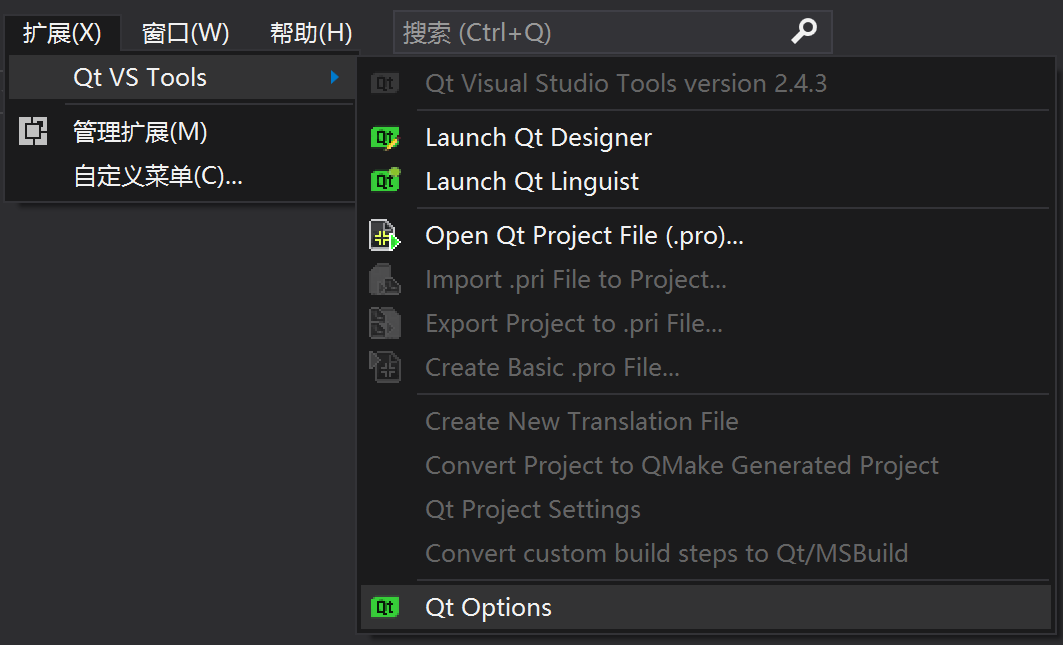 扩展(X) 窗口(W) 帮助(H) 搜索 (Ctrl+Q)
Qt VS Tools
管理扩展(M)
自定义菜单(C)...
Qt Visual Studio Tools version 2.4.3
Launch Qt Designer
Launch Qt Linguist
Open Qt Project File (.pro)...
Import .pri File to Project...
Export Project to .pri File...
Create Basic .pro File...
Create New Translation File
Convert Project to QMake Generated Project
Qt Project Settings
Convert custom build steps to Qt/MSBuild
Qt Options